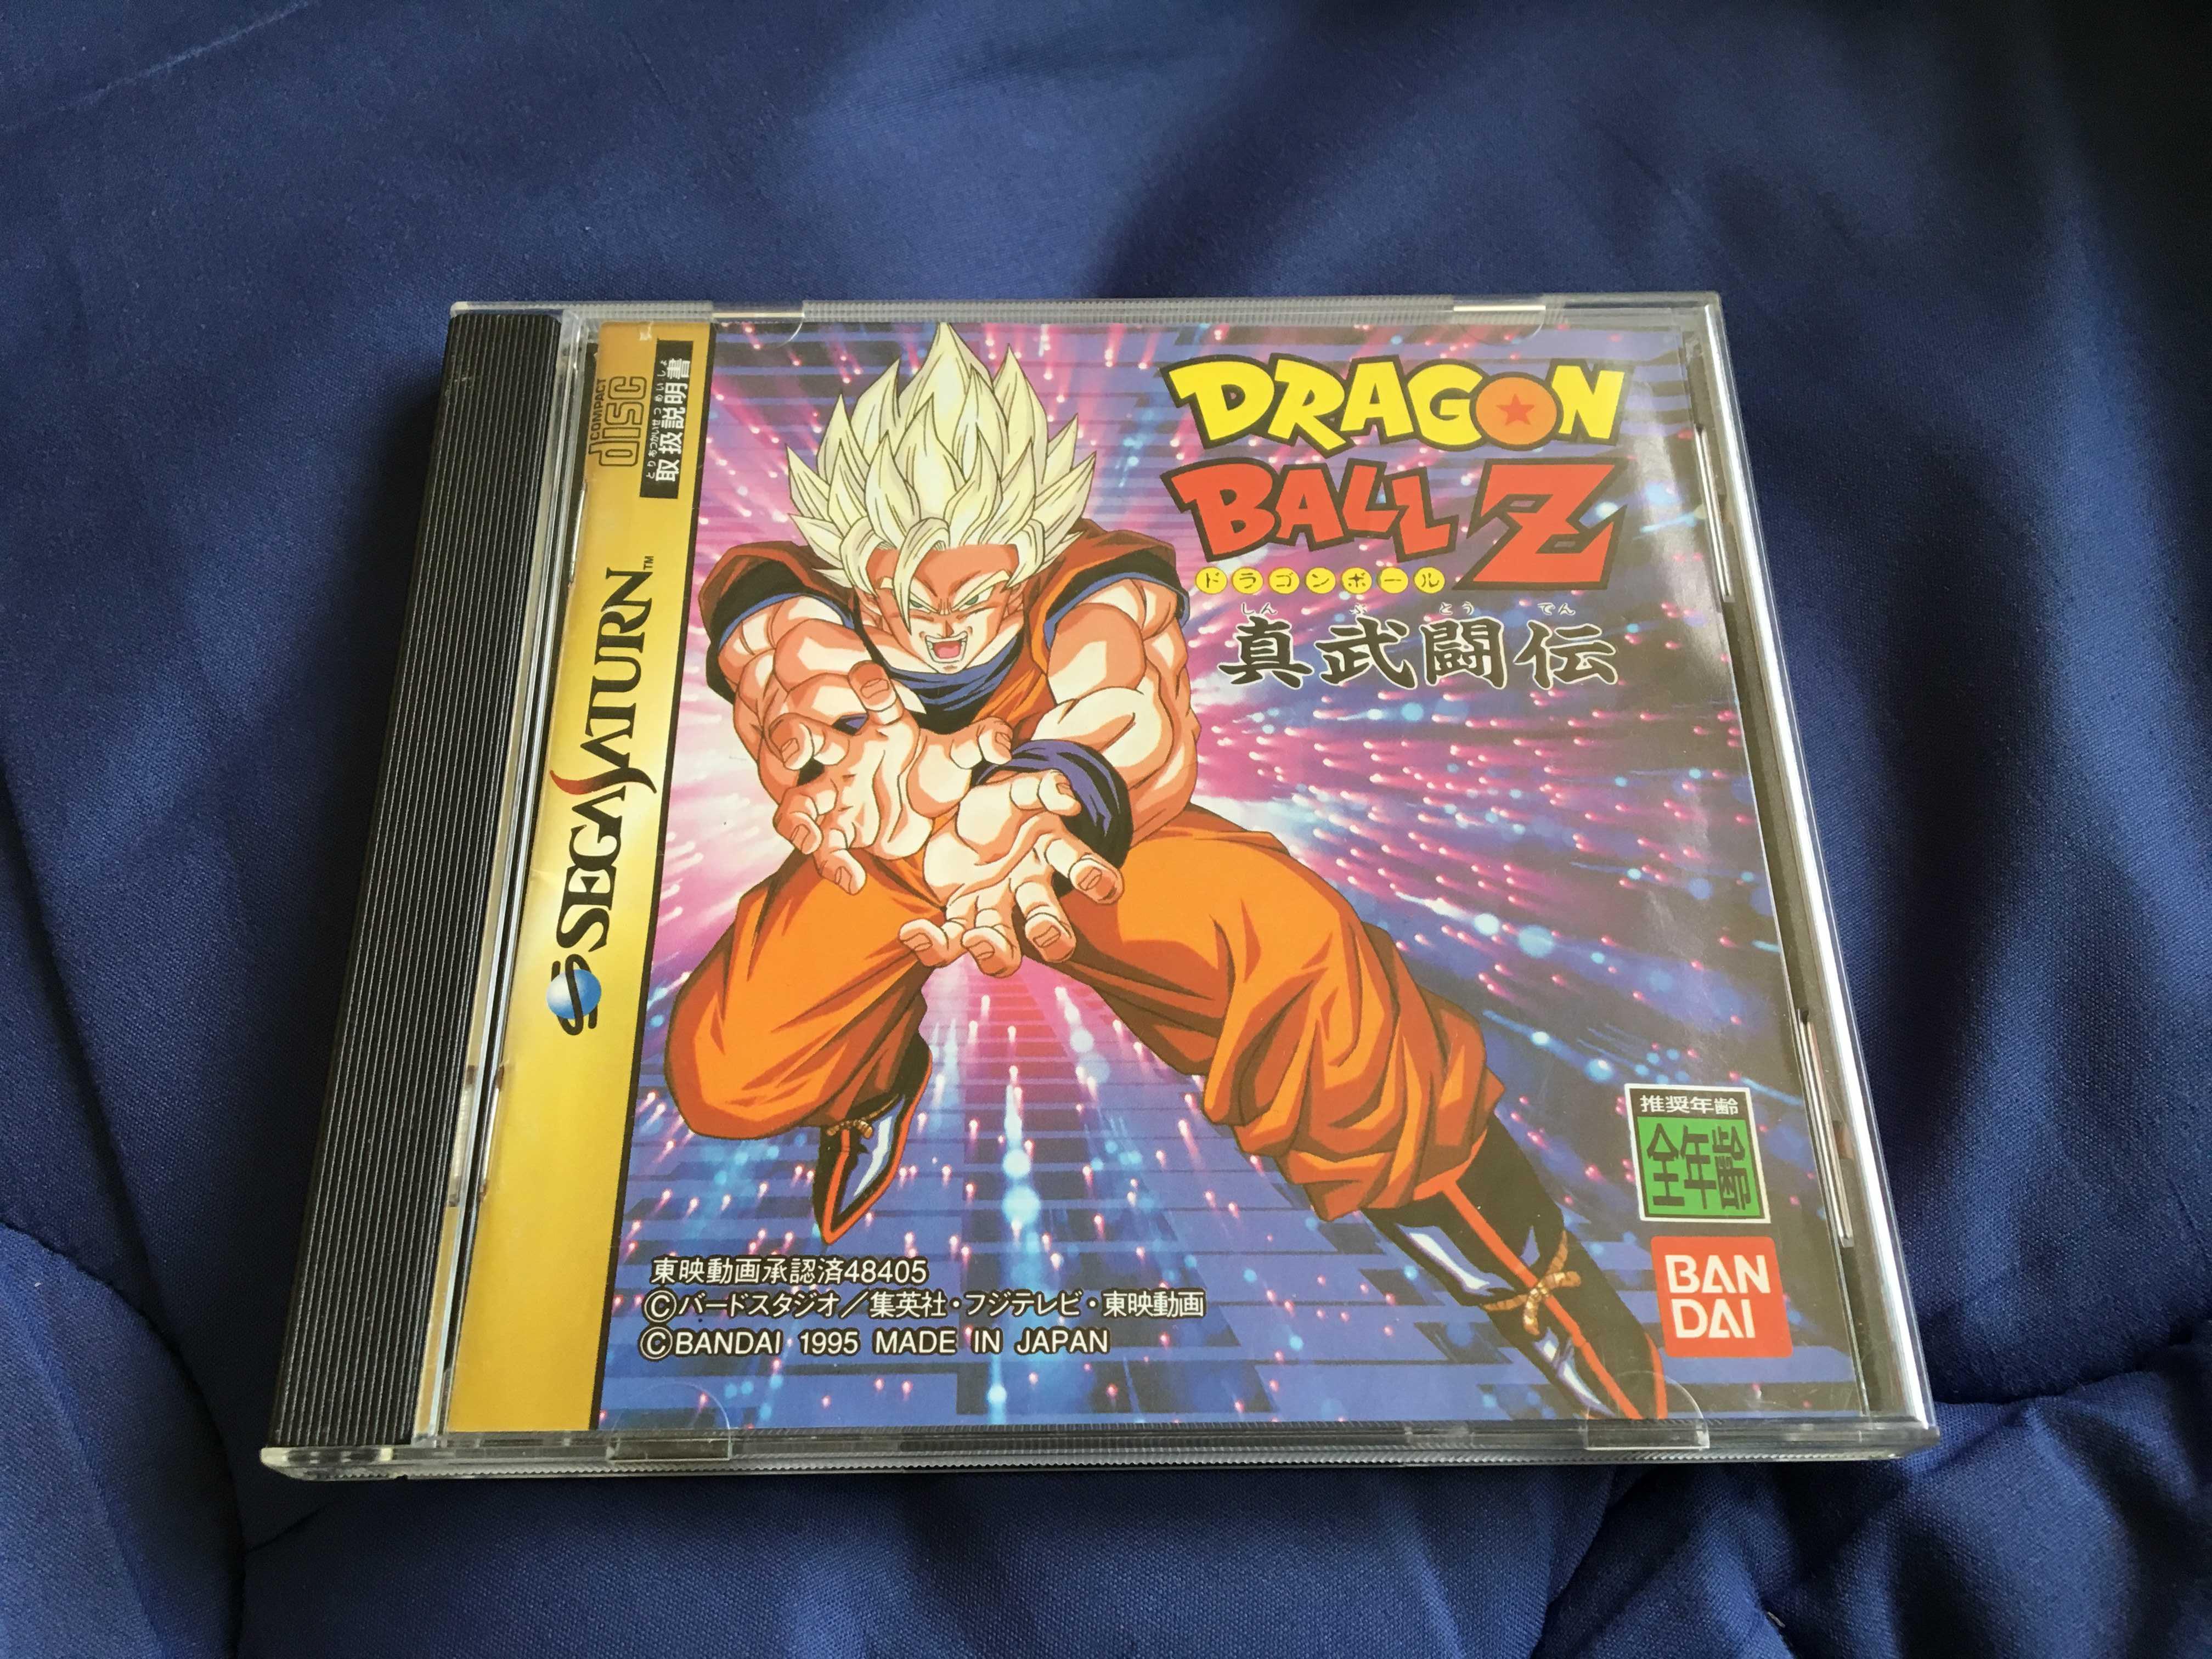 COMPACT
disc
とりあつかいせつめいしょ
取扱説明書
SEGA SATURN™
DRAGON
BALL Z
ドラゴンボール
しん ぶ とう でん
真武闘伝
推奨年齢
全年齢
BAN
DAI
東映動画承認済48405
©バードスタジオ／集英社・フジテレビ・東映動画
©BANDAI 1995 MADE IN JAPAN